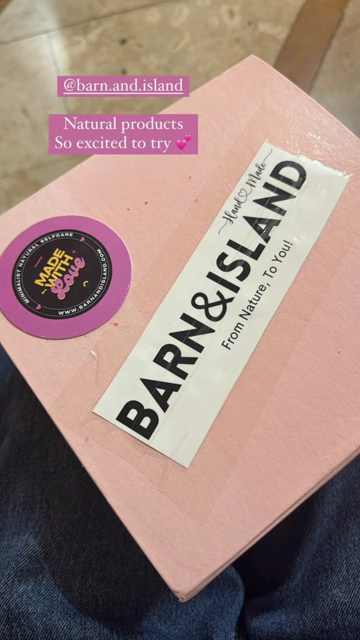 @barn.and.island
Natural products
So excited to try 💕
Hand♡Made
BARN&ISLAND
From Nature, To You!
MINIMALIST NATURAL SELFCARE
MADE
WITH
Love
WWW.BARNANDISLAND.COM